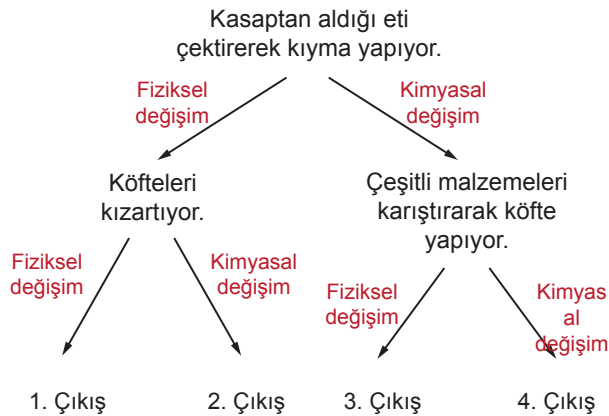 Kasaptan aldığı eti
çektirerek kıyma yapıyor.
Fiziksel
değişim
Kimyasal
değişim
Köfteleri
kızartıyor.
Çeşitli malzemeleri
karıştırarak köfte
yapıyor.
Fiziksel
değişim
Kimyasal
değişim
Fiziksel
değişim
Kimyas
al
değişim
1. Çıkış
2. Çıkış
3. Çıkış
4. Çıkış